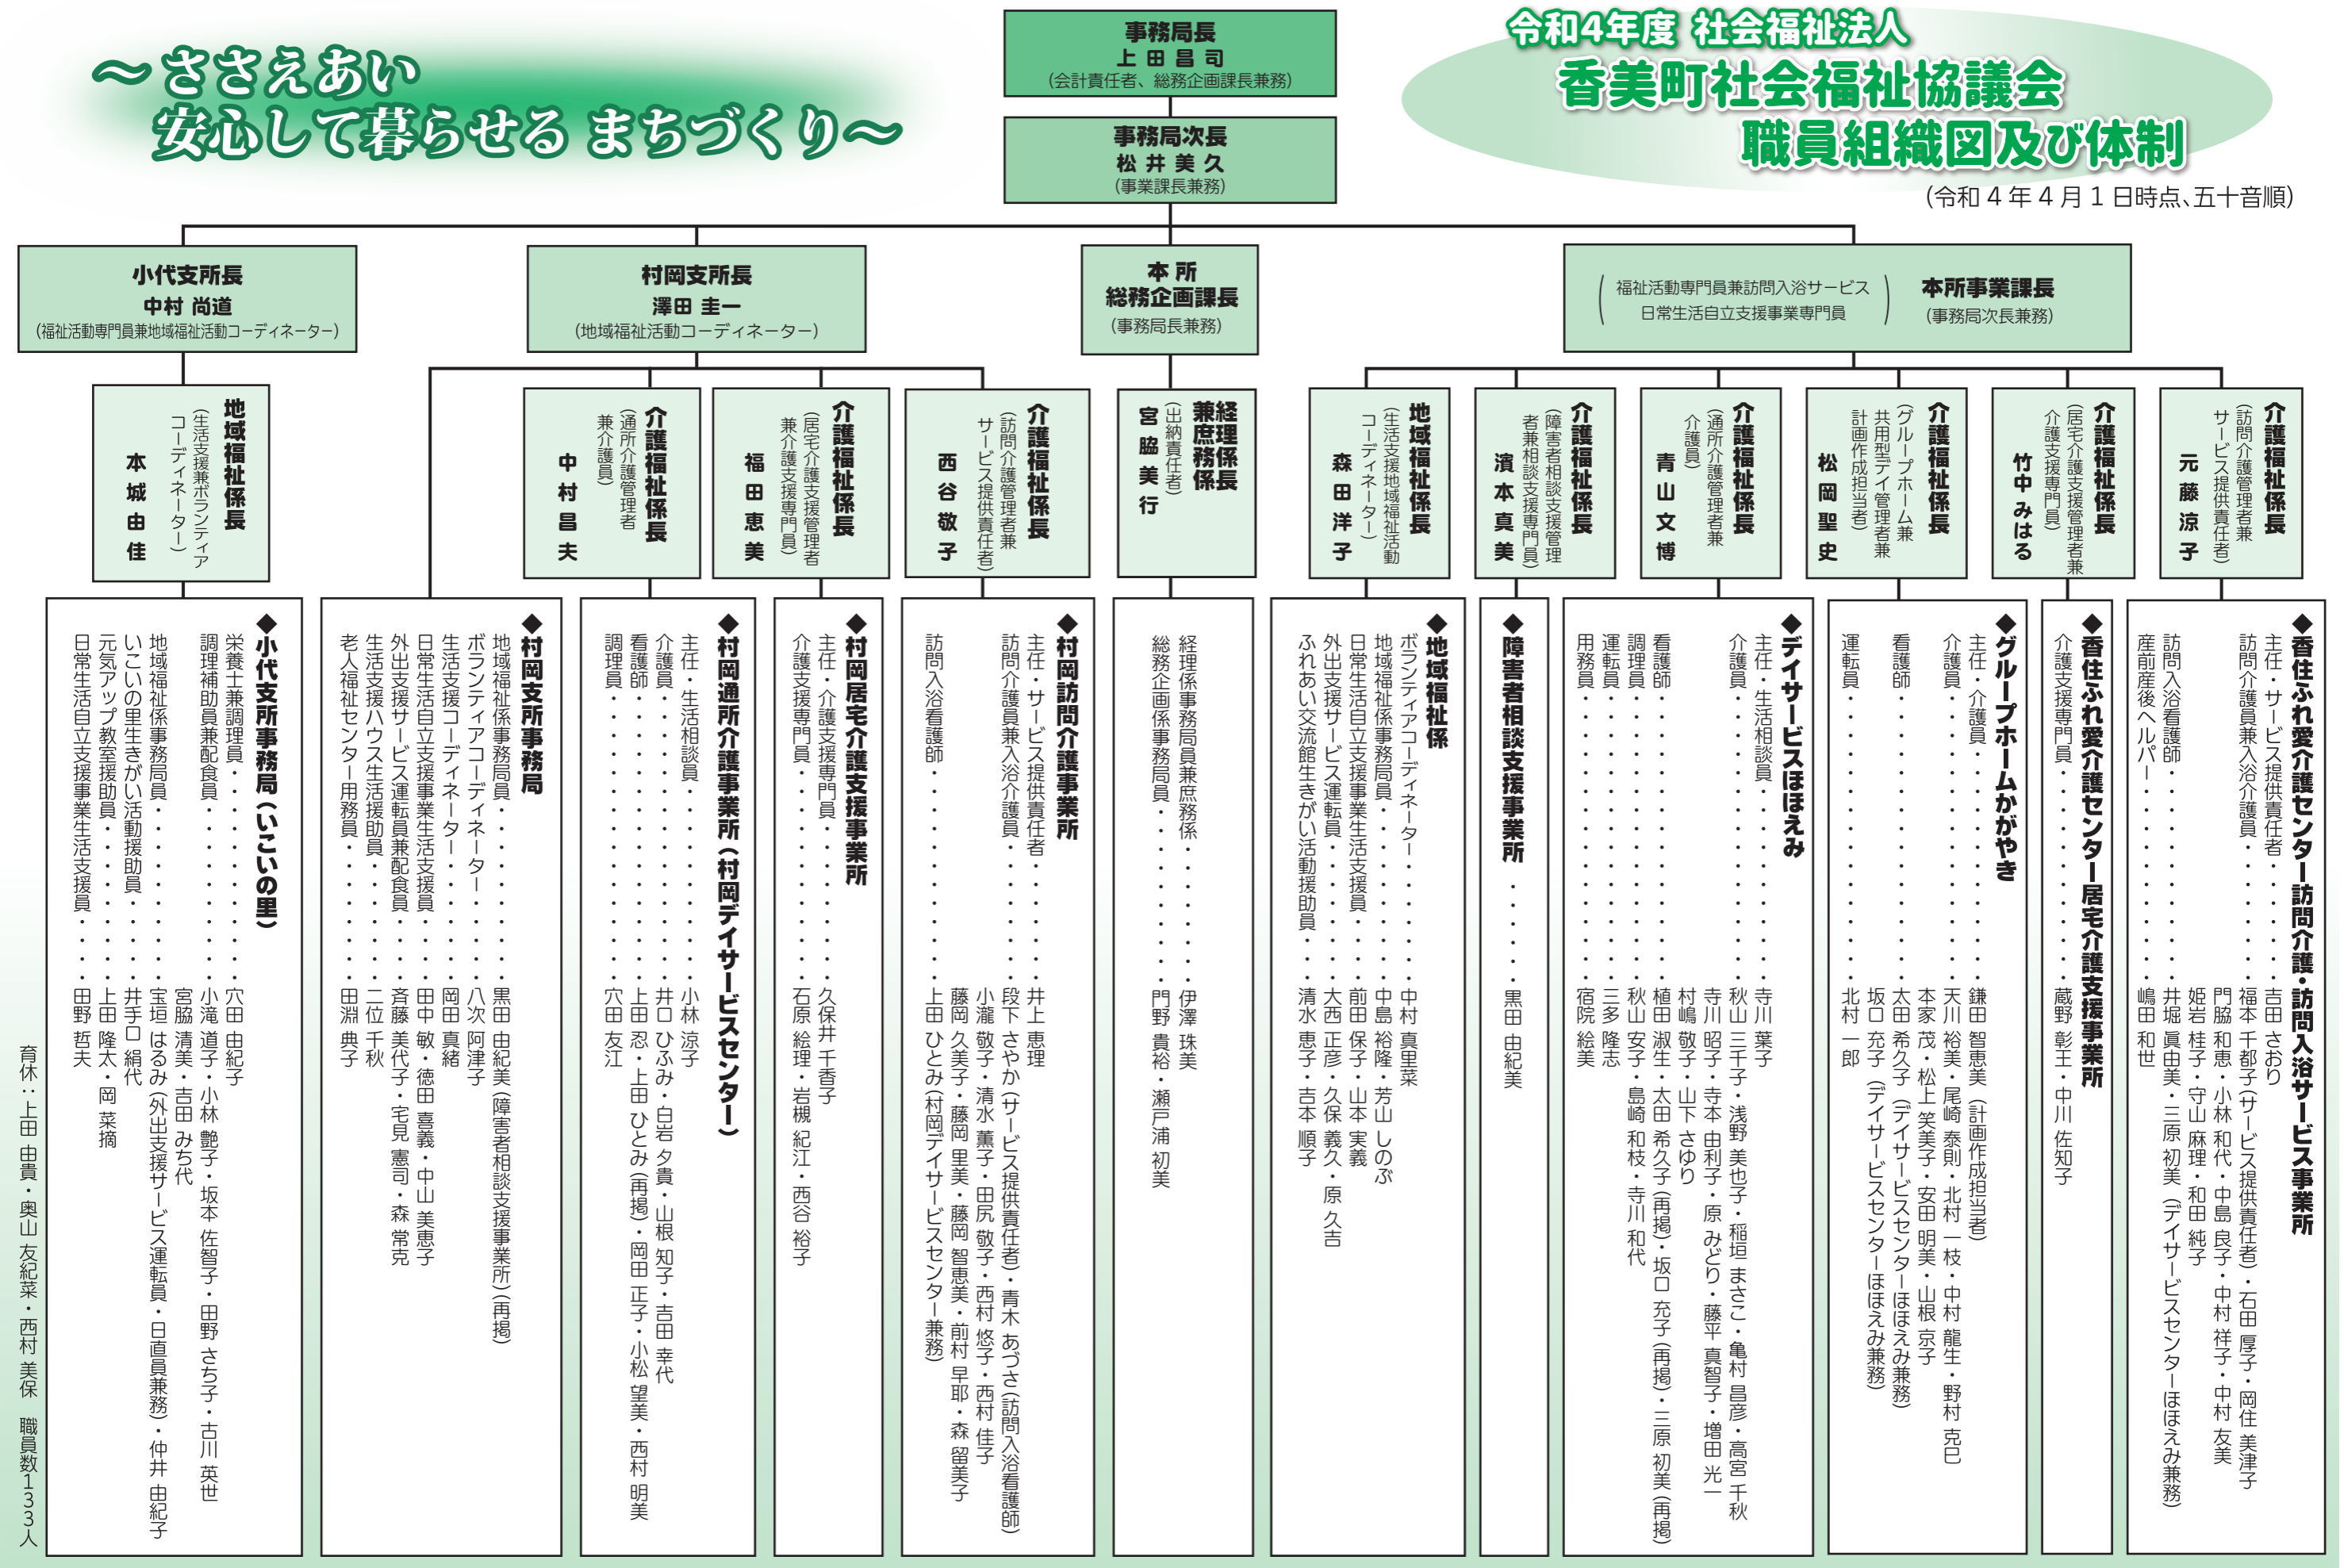 ～ささえあい
安心して暮らせる まちづくり～
令和4年度 社会福祉法人
香美町社会福祉協議会
職員組織図及び体制
(令和４年４月１日時点、五十音順)
事務局長
上田昌司
(会計責任者、総務企画課長兼務)
事務局次長
松井美久
(事業課長兼務)
本所事業課長
(事務局次長兼務)
(福祉活動専門員兼訪問入浴サービス
日常生活自立支援事業専門員)
本 所
総務企画課長
(事務局長兼務)
村岡支所長
澤田 圭一
(地域福祉活動コーディネーター)
小代支所長
中村 尚道
(福祉活動専門員兼地域福祉活動コーディネーター)
介護福祉係長
(訪問介護管理者兼
サービス提供責任者)
元藤涼子
介護福祉係長
(居宅介護支援管理者兼
介護支援専門員)
竹中みはる
介護福祉係長
(グループホーム兼
共用型デイ管理者兼
計画作成担当者)
松岡聖史
介護福祉係長
(通所介護管理者兼
介護員)
青山文博
介護福祉係長
(障害者相談支援管理
者兼相談支援専門員)
濱本真美
地域福祉係長
(生活支援地域福祉活動
コーディネーター)
森田洋子
経理係長
兼庶務係
(出納責任者)
宮脇美行
介護福祉係長
(訪問介護管理者兼
サービス提供責任者)
西谷敬子
介護福祉係長
(居宅介護支援管理者
兼介護支援専門員)
福田恵美
介護福祉係長
(通所介護管理者
兼介護員)
中村昌夫
地域福祉係長
(生活支援兼ボランティア
コーディネーター)
本城由佳
◆香住ふれ愛介護センター訪問介護・訪問入浴サービス事業所
主任・サービス提供責任者・・・・・・・吉田 さおり
訪問介護員兼入浴介護員・・・・・・・・福本 千都子(サービス提供責任者)・石田 厚子・岡住 美津子
門脇 和恵・小林 和代・中島 良子・中村 祥子・中村 友美
姫岩 桂子・守山 麻理・和田 純子
訪問入浴看護師・・・・・・・・・・・・井堀 眞由美・三原 初美(デイサービスセンターほほえみ兼務)
産前産後ヘルパー・・・・・・・・・・・嶋田 和世
◆香住ふれ愛介護センター居宅介護支援事業所
介護支援専門員・・・・・・・・・・・・蔵野 彰王・中川 佐知子
◆グループホームかがやき
主任・介護員・・・・・・・・・・・・・鎌田 智恵美(計画作成担当者)
介護員・・・・・・・・・・・・・・・・天川 裕美・尾崎 泰則・北村 一枝・中村 龍生・野村 克巳
本家 茂・松上 笑美子・安田 明美・山根 京子
看護師・・・・・・・・・・・・・・・・太田 希久子(デイサービスセンターほほえみ兼務)
坂口 充子(デイサービスセンターほほえみ兼務)
運転員・・・・・・・・・・・・・・・・北村 一郎
◆デイサービスほほえみ
主任・生活相談員・・・・・・・・・・・寺川 葉子
介護員・・・・・・・・・・・・・・・・秋山 三千子・浅野 美也子・稲垣 まさこ・亀村 昌彦・高宮 千秋
寺川 昭子・寺本 由利子・原 みどり・藤平 真智子・増田 光一
村嶋 敬子・山下 さゆり
看護師・・・・・・・・・・・・・・・・植田 淑生・太田 希久子(再掲)・坂口 充子(再掲)・三原 初美(再掲)
調理員・・・・・・・・・・・・・・・・秋山 安子・島崎 和枝・寺川 和代
運転員・・・・・・・・・・・・・・・・三多 隆志
用務員・・・・・・・・・・・・・・・・宿院 絵美
◆障害者相談支援事業所・・・・・・黒田 由紀美
◆地域福祉係
ボランティアコーディネーター・・・・・・・中村 真里菜
地域福祉係事務局員・・・・・・・・・・中島 裕隆・芳山 しのぶ
日常生活自立支援事業生活支援員・・・・前田 保子・山本 実義
外出支援サービス運転員・・・・・・・・大西 正彦・久保 義久・原 久吉
ふれあい交流館生きがい活動援助員・・・清水 恵子・吉本 順子
経理係事務局員兼庶務係・・・・・・・・伊澤 珠美
総務企画係事務局員・・・・・・・・・・門野 貴裕・瀬戸浦 初美
◆村岡訪問介護事業所
主任・サービス提供責任者・・・・・・・井上 恵理
訪問介護員兼入浴介護員・・・・・・・・段下 さやか(サービス提供責任者)・青木 あづさ(訪問入浴看護師)
小瀧 敬子・清水 薫子・田尻 敬子・西村 悠子・西村 佳子
藤岡 久美子・藤岡 里美・藤岡 智恵美・前村 早耶・森 留美子
訪問入浴看護師・・・・・・・・・・・・上田 ひとみ(村岡デイサービスセンター兼務)
◆村岡居宅介護支援事業所
主任・介護支援専門員・・・・・・・・・久保井 千香子
介護支援専門員・・・・・・・・・・・・石原 絵理・岩槻 紀江・西谷 裕子
◆村岡通所介護事業所(村岡デイサービスセンター)
主任・生活相談員・・・・・・・・・・・小林 涼子
介護員・・・・・・・・・・・・・・・・井口 ひふみ・白岩 夕貴・山根 知子・吉田 幸代
看護師・・・・・・・・・・・・・・・・上田 忍・上田 ひとみ(再掲)・岡田 正子・小松 望美・西村 明美
調理員・・・・・・・・・・・・・・・・穴田 友江
◆村岡支所事務局
地域福祉係事務局員・・・・・・・・・・黒田 由紀美(障害者相談支援事業所)(再掲)
ボランティアコーディネーター・・・・・八次 阿津子
生活支援コーディネーター・・・・・・・岡田 真緒
日常生活自立支援事業生活支援員・・・・田中 敏・徳田 喜義・中山 美恵子
外出支援サービス運転員兼配食員・・・・斉藤 美代子・宅見 憲司・森 常克
生活支援ハウス生活援助員・・・・・・・二位 千秋
老人福祉センター用務員・・・・・・・・田淵 典子
◆小代支所事務局(いこいの里)
栄養士兼調理員・・・・・・・・・・・・穴田 由紀子
調理補助員兼配食員・・・・・・・・・・小滝 道子・小林 艶子・坂本 佐智子・田野 さち子・古川 英世
宮脇 清美・吉田 みち代
地域福祉係事務局員・・・・・・・・・・宝垣 はるみ(外出支援サービス運転員・日直員兼務)・仲井 由紀子
いこいの里生きがい活動援助員・・・・・井手口 絹代
元気アップ教室援助員・・・・・・・・・上田 隆太・岡 菜摘
日常生活自立支援事業生活支援員・・・・田野 哲夫
育休：上田 由貴・奥山 友紀菜・西村 美保　職員数１３３人